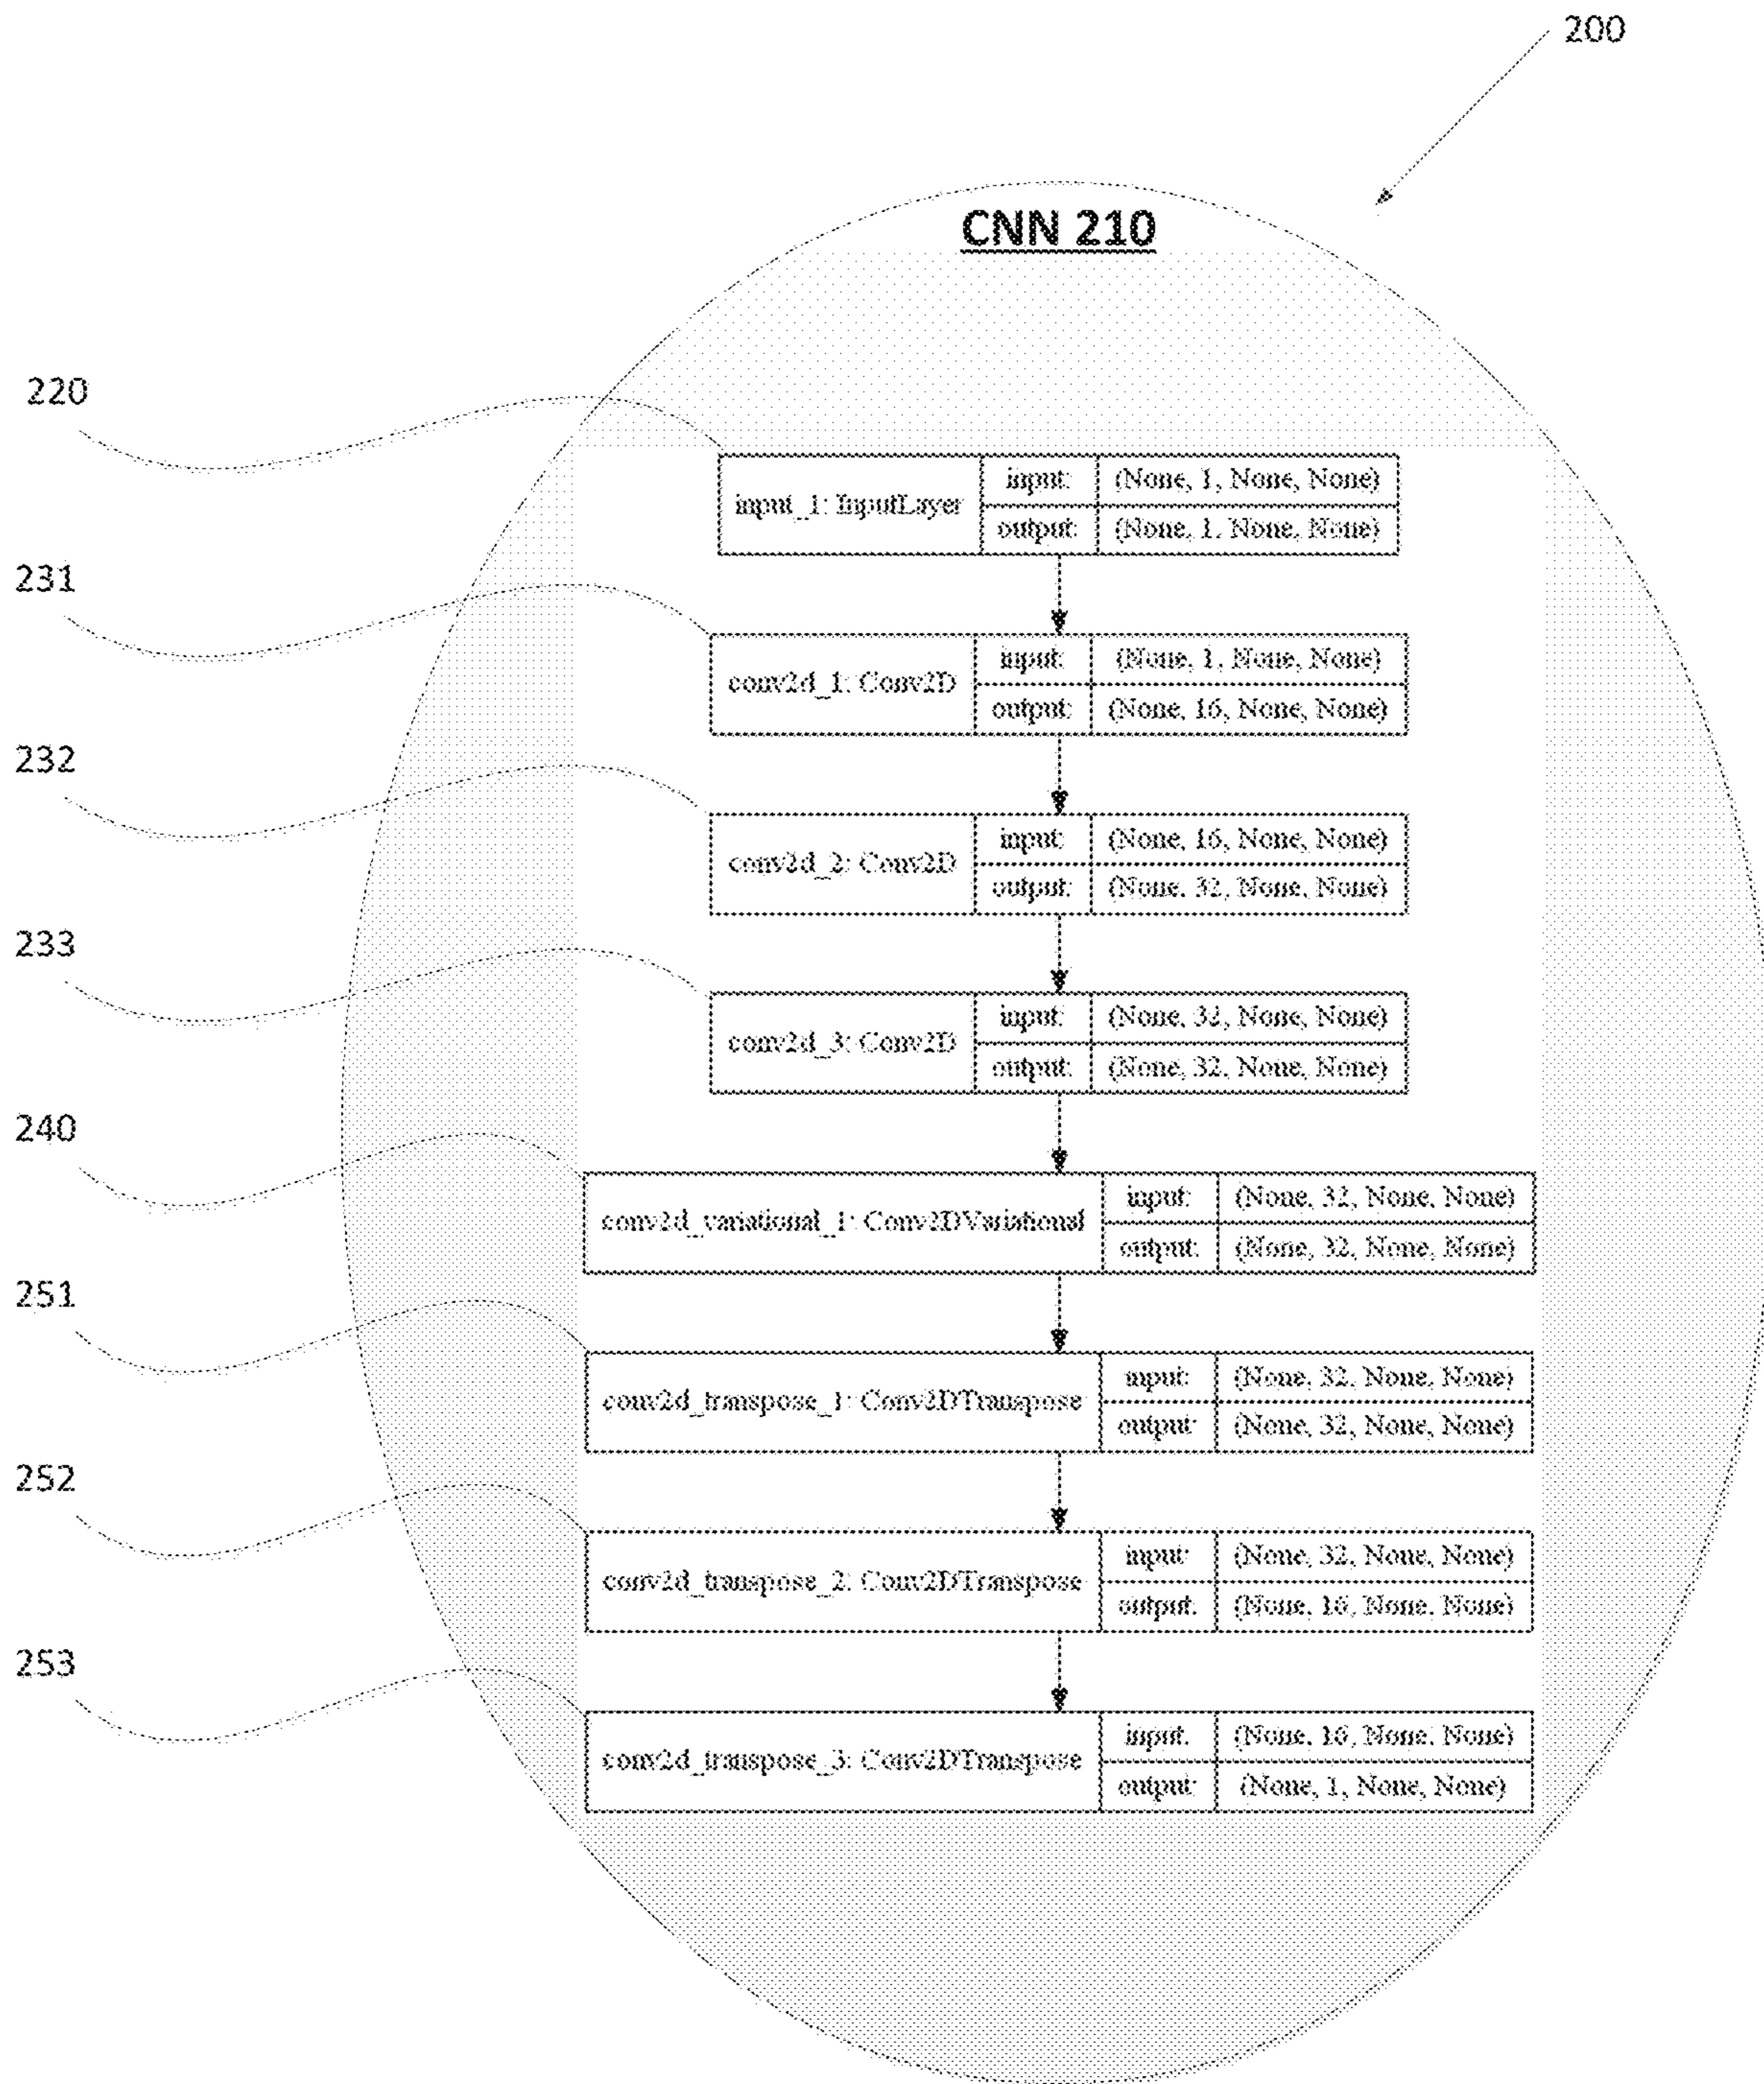 200
CNN 210
220
input_1: InputLayer
input:
(None, 1, None, None)
output:
(None, 1, None, None)
231
conv2d_1: Conv2D
input:
(None, 1, None, None)
output:
(None, 16, None, None)
232
conv2d_2: Conv2D
input:
(None, 16, None, None)
output:
(None, 32, None, None)
233
conv2d_3: Conv2D
input:
(None, 32, None, None)
output:
(None, 32, None, None)
240
conv2d_variational_1: Conv2DVariational
input:
(None, 32, None, None)
output:
(None, 32, None, None)
251
conv2d_transpose_1: Conv2DTranspose
input:
(None, 32, None, None)
output:
(None, 32, None, None)
252
conv2d_transpose_2: Conv2DTranspose
input:
(None, 32, None, None)
output:
(None, 16, None, None)
253
conv2d_transpose_3: Conv2DTranspose
input:
(None, 16, None, None)
output:
(None, 1, None, None)